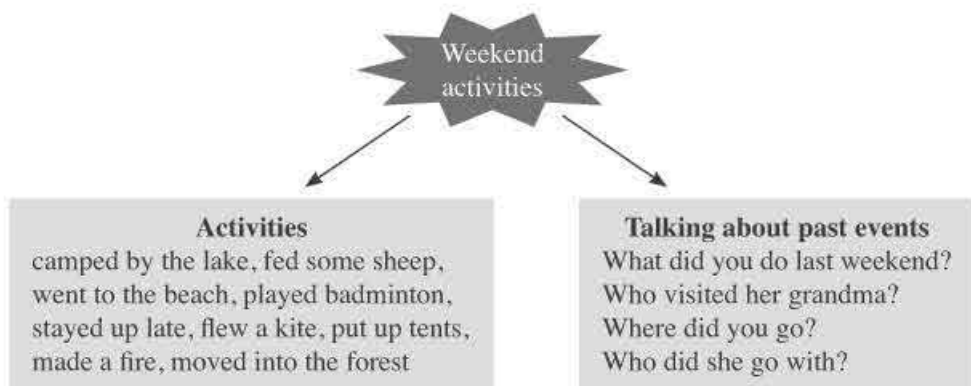 Weekend
activities
Activities
camped by the lake, fed some sheep,
went to the beach, played badminton,
stayed up late, flew a kite, put up tents,
made a fire, moved into the forest
Talking about past events
What did you do last weekend?
Who visited her grandma?
Where did you go?
Who did she go with?